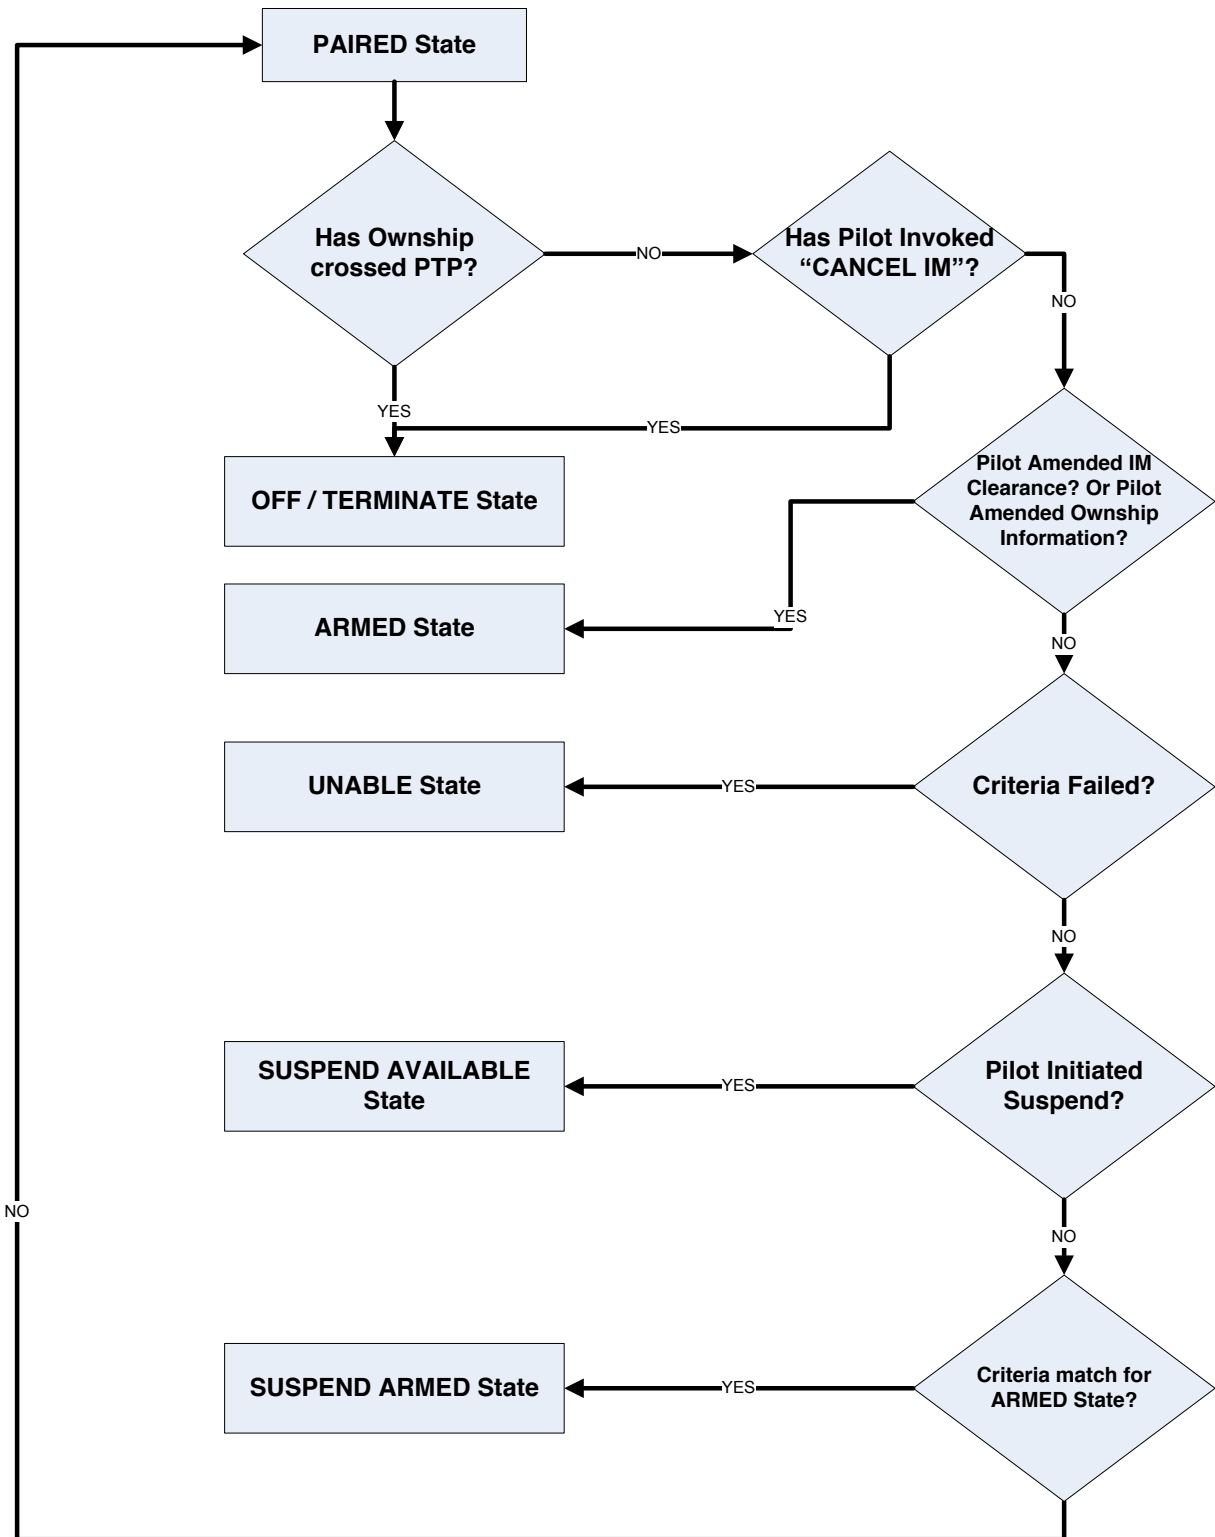 PAIRED State
Has Ownship
crossed PTP?
NO
Has Pilot Invoked
“CANCEL IM”?
NO
YES
YES
OFF / TERMINATE State
Pilot Amended IM
Clearance? Or Pilot
Amended Ownship
Information?
YES
ARMED State
NO
UNABLE State
YES
Criteria Failed?
NO
SUSPEND AVAILABLE
State
YES
Pilot Initiated
Suspend?
NO
NO
SUSPEND ARMED State
YES
Criteria match for
ARMED State?